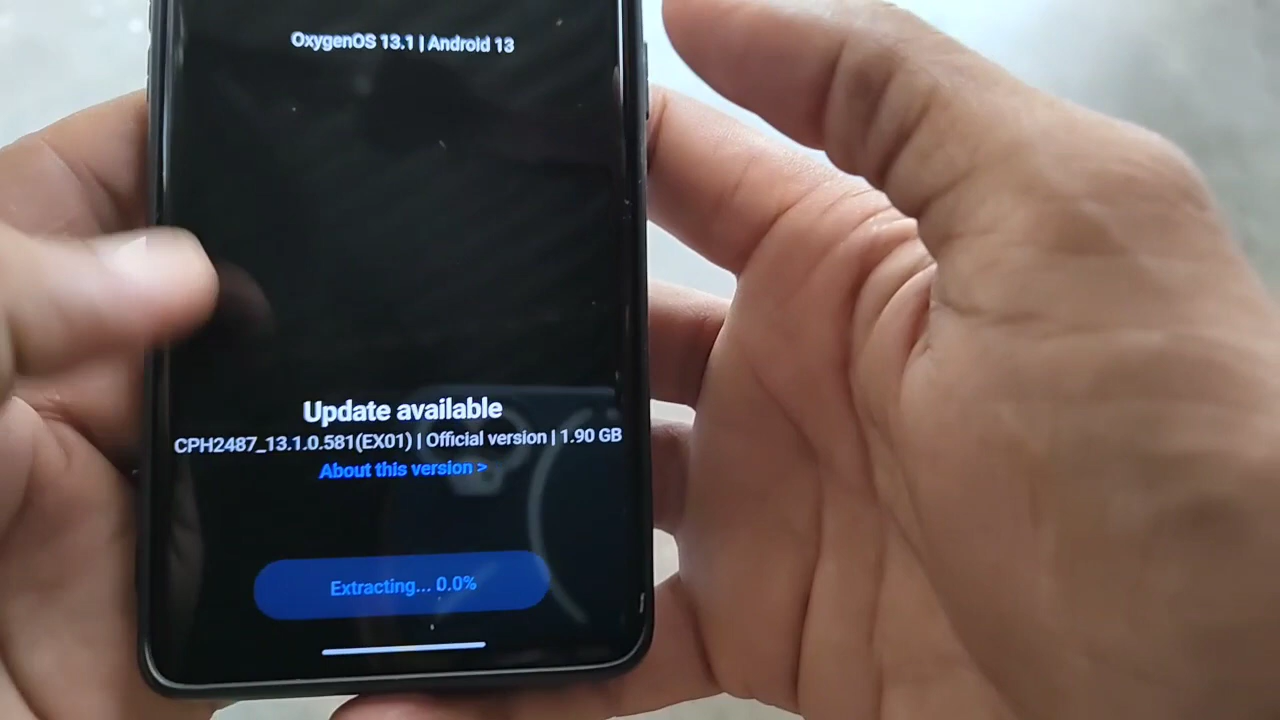 OxygenOS 13.1 | Android 13
Update available
CPH2487_13.1.0.581(EX01) | Official version | 1.90 GB
About this version >
Extracting... 0.0%